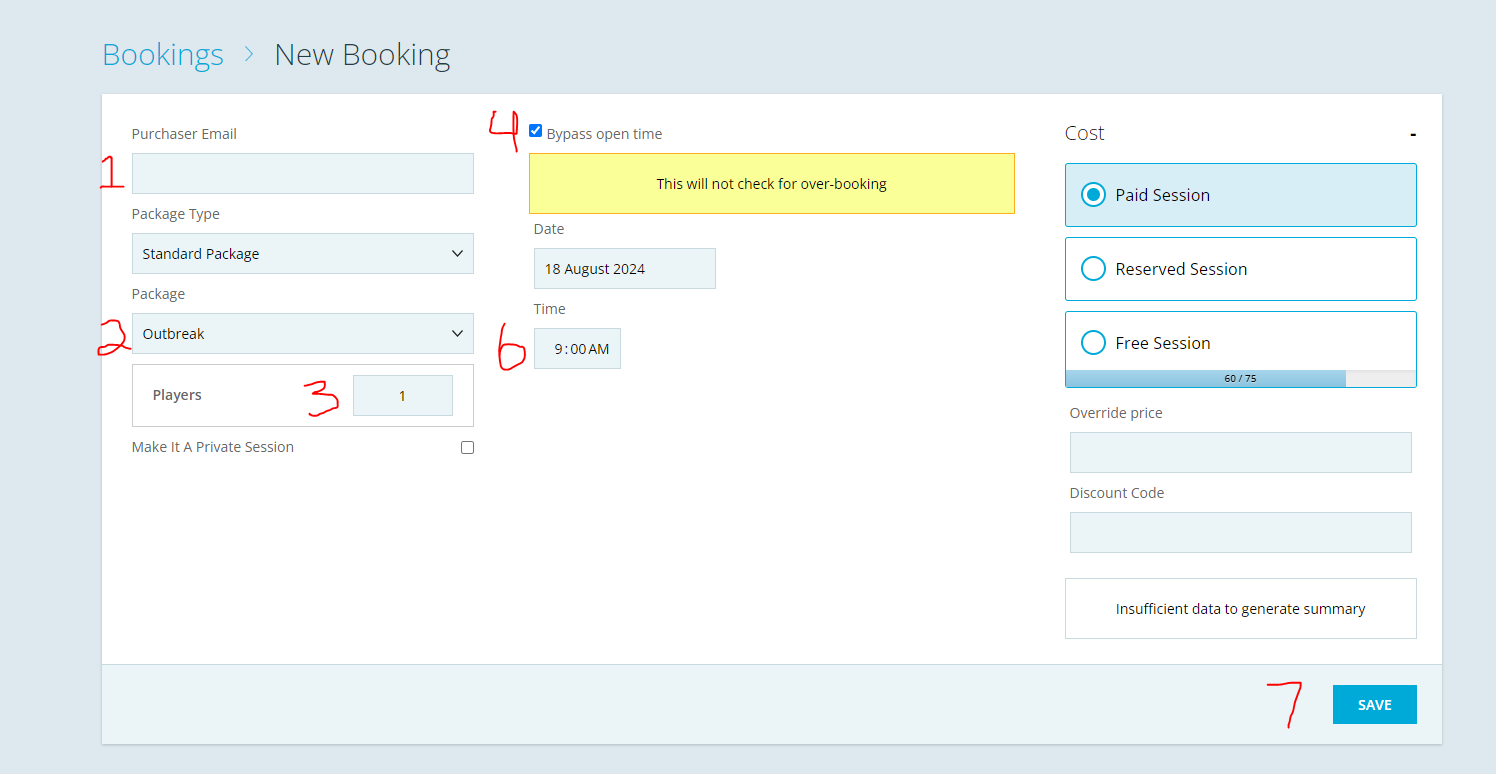 Bookings > New Booking
Purchaser Email
1
Package Type
Standard Package
Package
2 Outbreak
Players 3 1
Make It A Private Session
4 Bypass open time
This will not check for over-booking
Date
18 August 2024
Time
6 9:00 AM
Cost -
Paid Session
Reserved Session
Free Session
60 / 75
Override price
Discount Code
Insufficient data to generate summary
7 SAVE